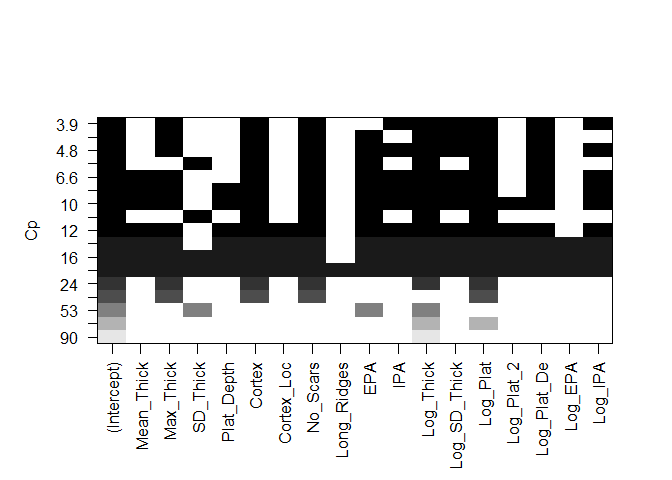 3.9
4.8
6.6
10
12
16
24
53
90
Cp
(Intercept)
Mean_Thick
Max_Thick
SD_Thick
Plat_Depth
Cortex
Cortex_Loc
No_Scars
Long_Ridges
EPA
IPA
Log_Thick
Log_SD_Thick
Log_Plat
Log_Plat_2
Log_Plat_De
Log_EPA
Log_IPA